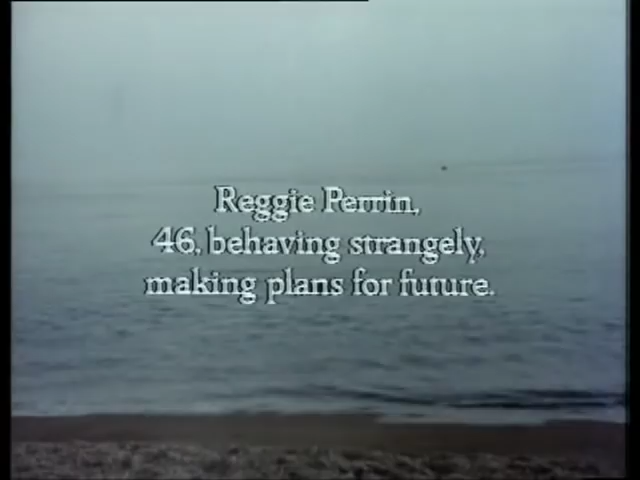 Reggie Perrin,
46, behaving strangely,
making plans for future.